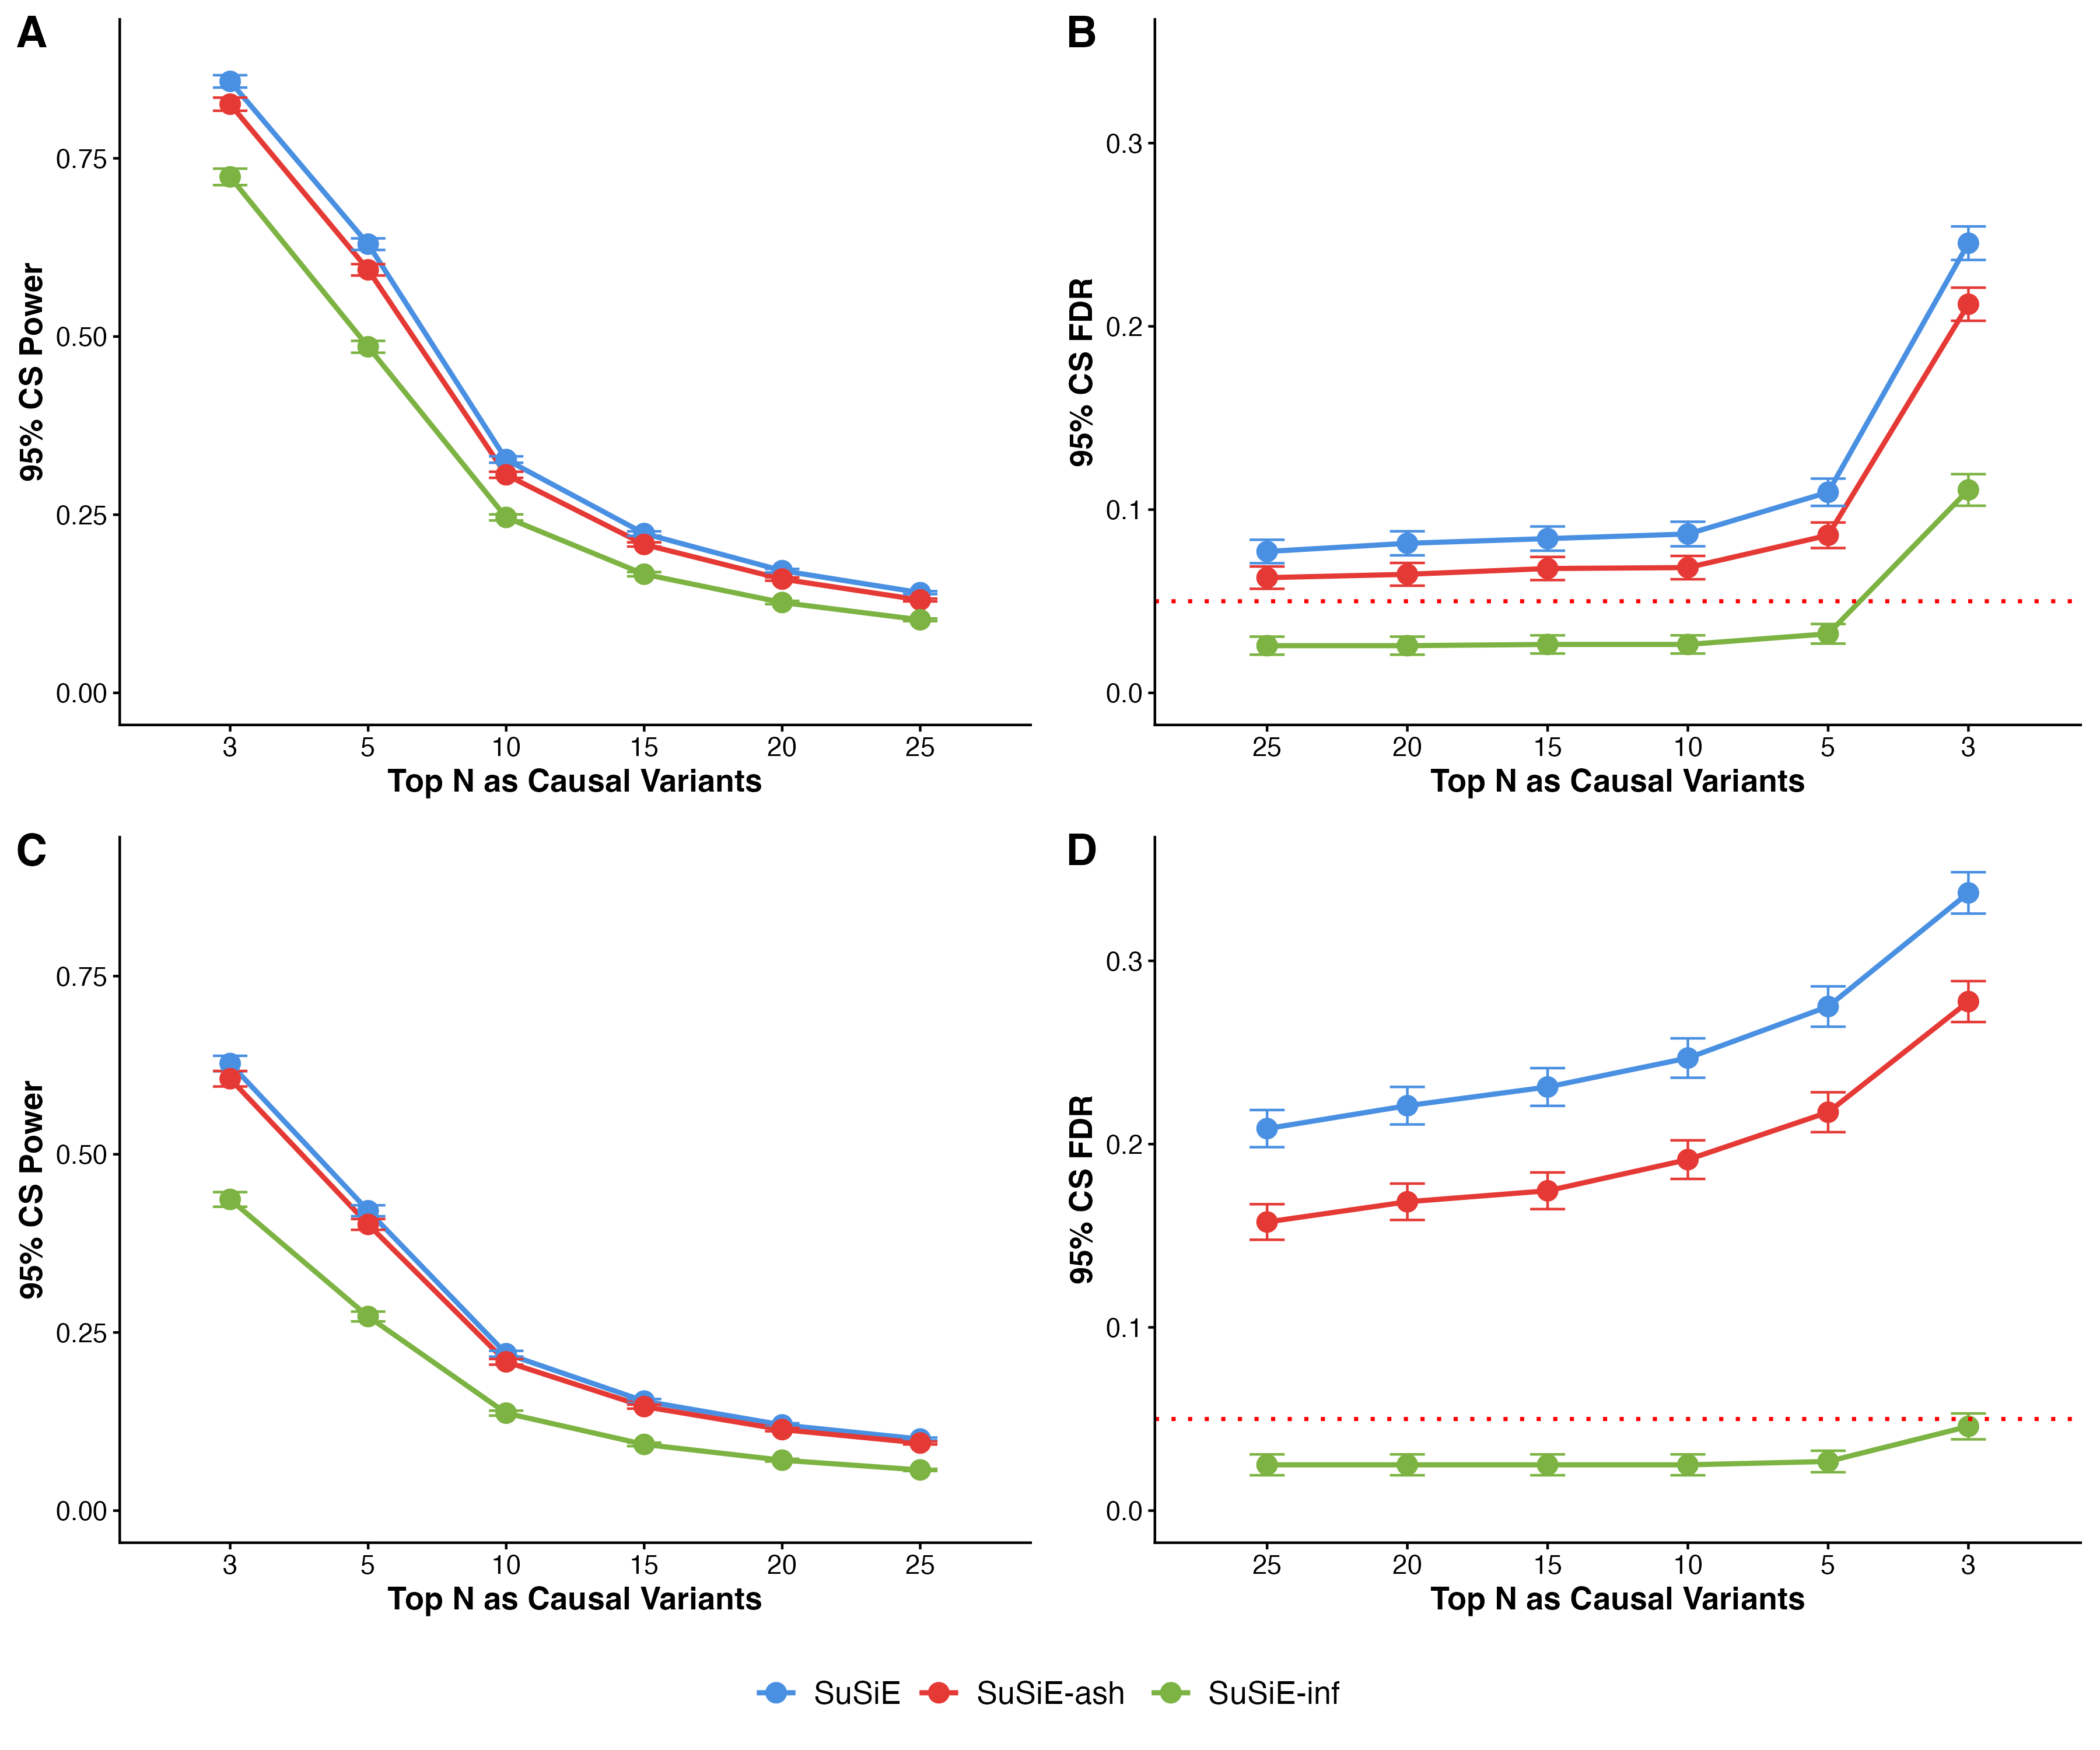 A
95% CS Power
0.75
0.50
0.25
0.00
3 5 10 15 20 25
Top N as Causal Variants
B
95% CS FDR
0.3
0.2
0.1
0.0
25 20 15 10 5 3
Top N as Causal Variants
C
95% CS Power
0.75
0.50
0.25
0.00
3 5 10 15 20 25
Top N as Causal Variants
D
95% CS FDR
0.3
0.2
0.1
0.0
25 20 15 10 5 3
Top N as Causal Variants
SuSiE SuSiE-ash SuSiE-inf